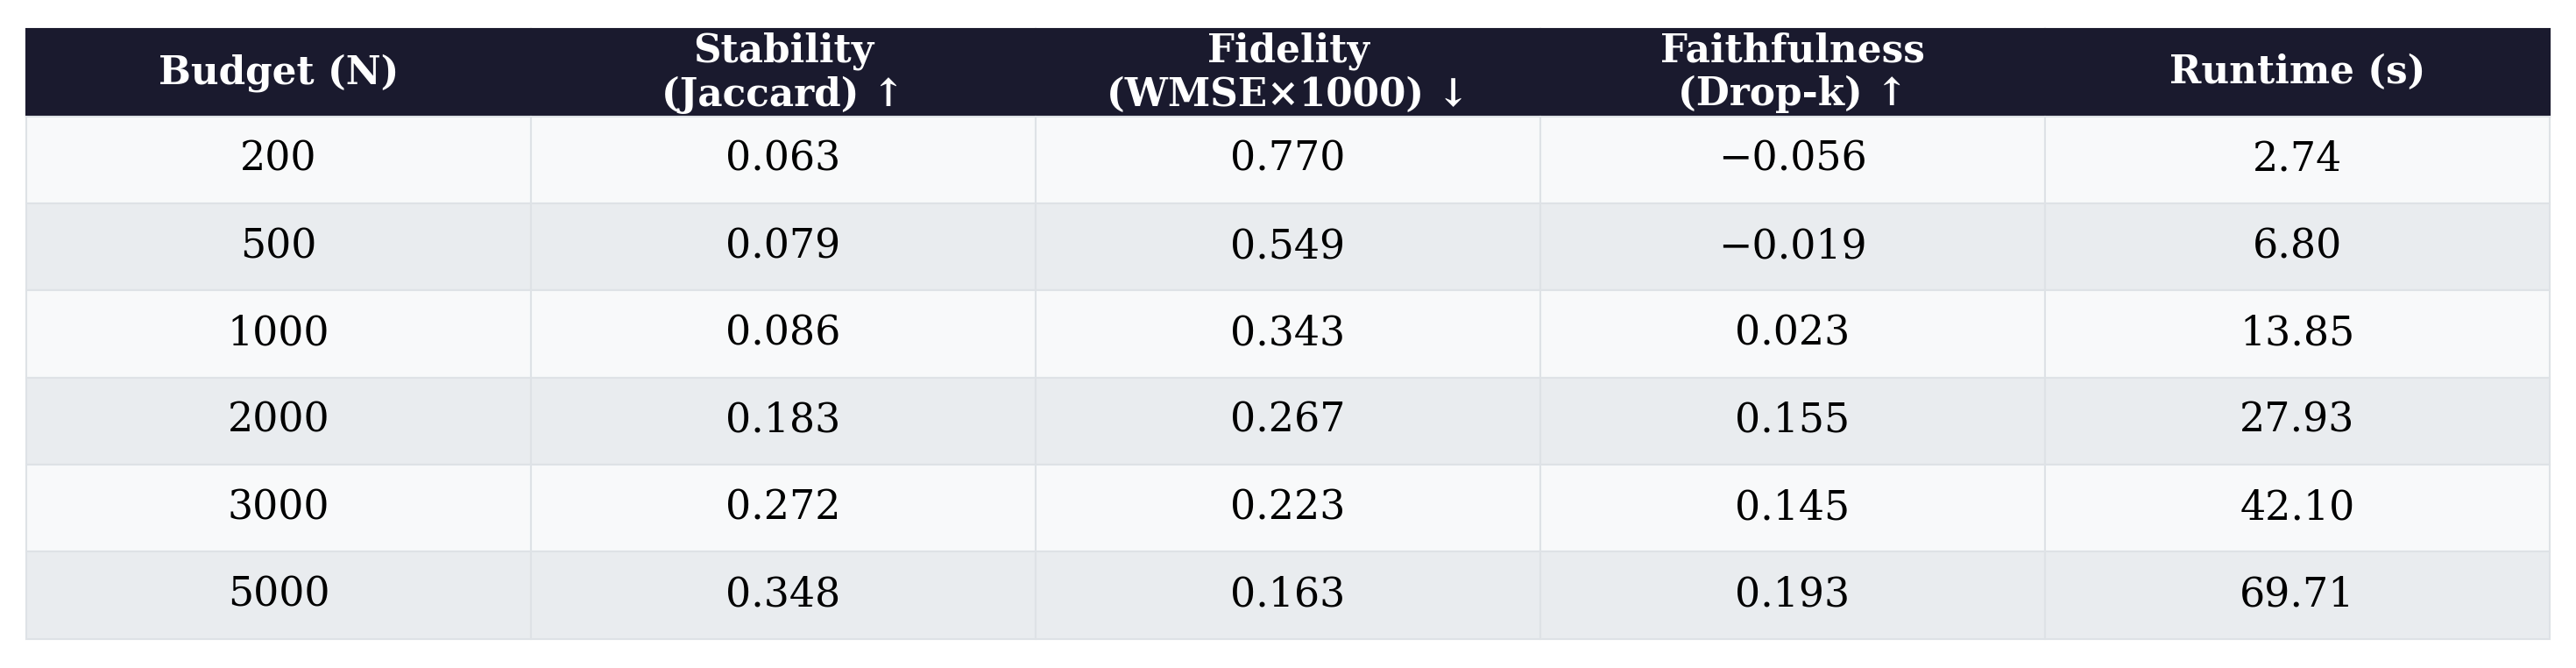 Budget (N) Stability (Jaccard) ↑ Fidelity (WMSE×1000) ↓ Faithfulness (Drop-k) ↑ Runtime (s)
200 0.063 0.770 −0.056 2.74
500 0.079 0.549 −0.019 6.80
1000 0.086 0.343 0.023 13.85
2000 0.183 0.267 0.155 27.93
3000 0.272 0.223 0.145 42.10
5000 0.348 0.163 0.193 69.71